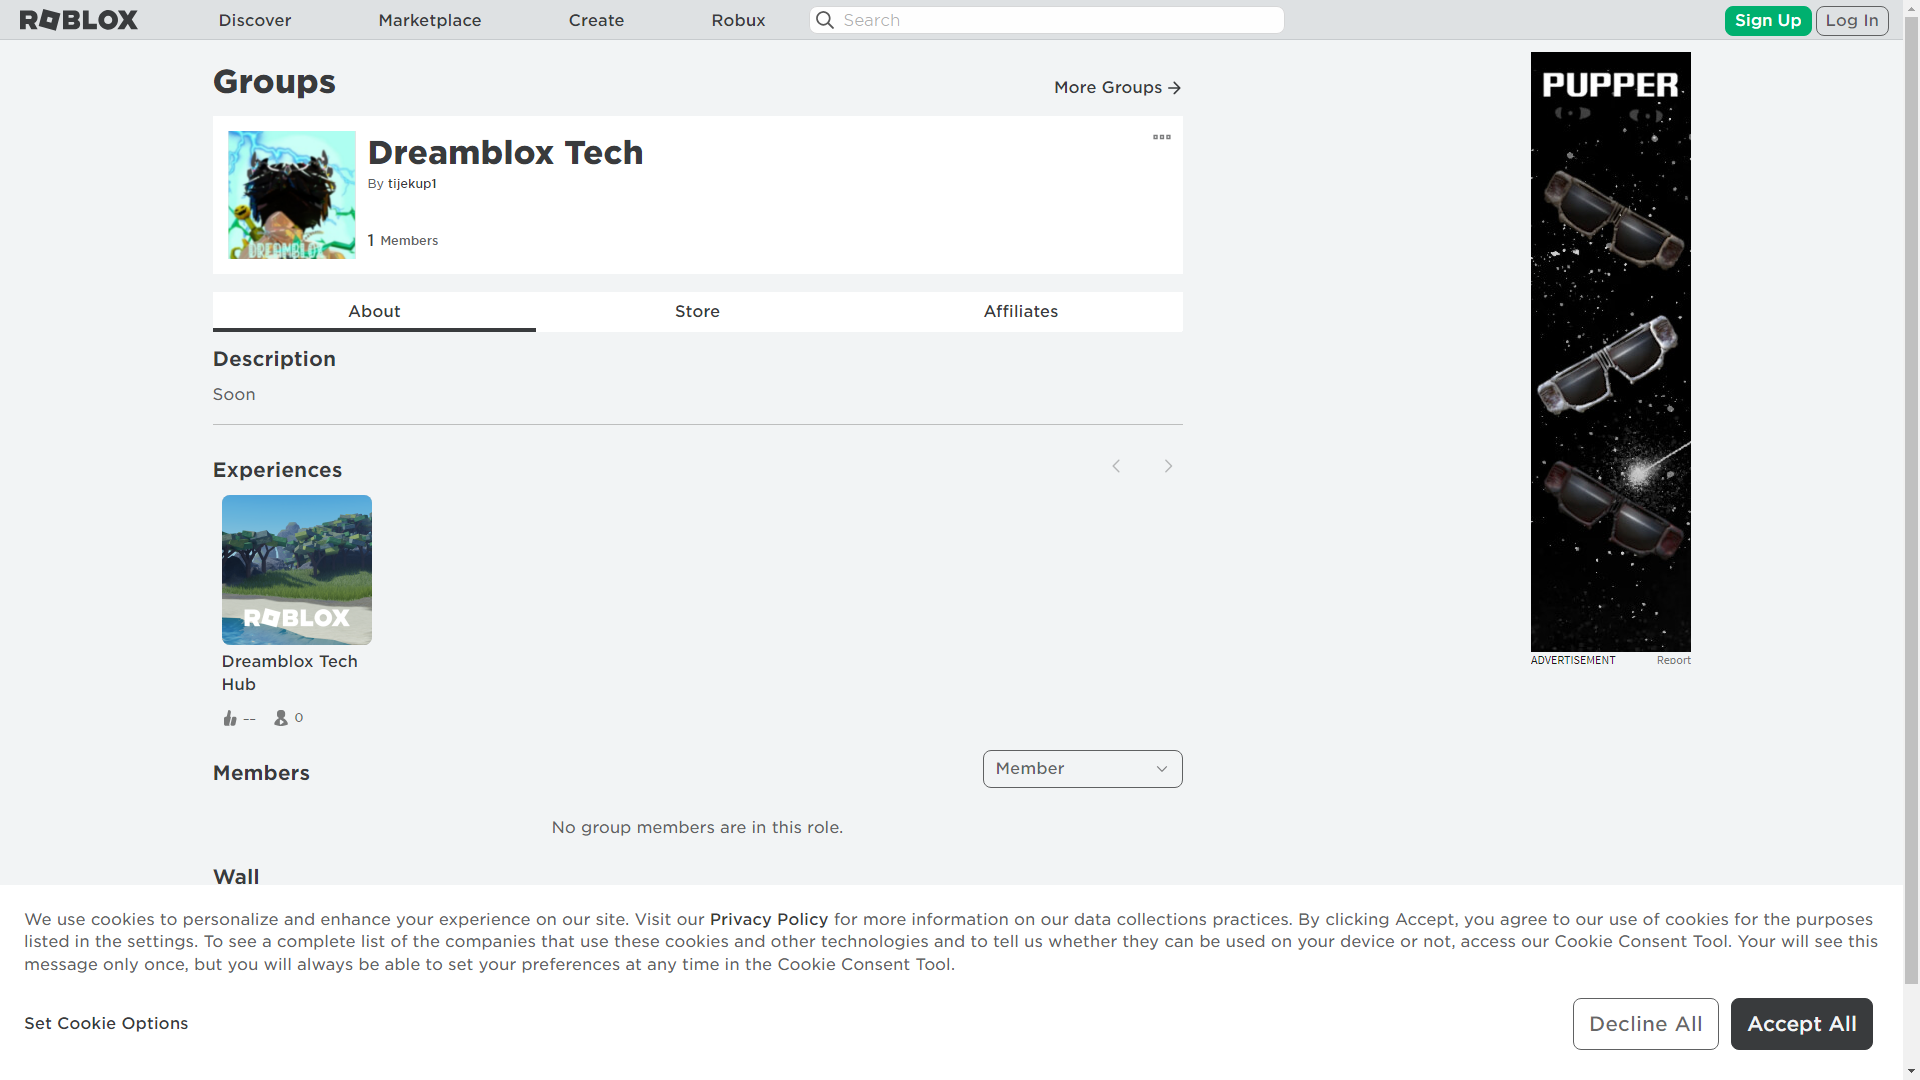 ROBLOX
Discover
Marketplace
Create
Robux
Search
Sign Up
Log In
Groups
More Groups
Dreamblox Tech
By tijekup1
1 Members
DREAMBLOX
About
Store
Affiliates
Description
Soon
Experiences
ROBLOX
Dreamblox Tech
Hub
--
0
Members
Member
No group members are in this role.
Wall
PUPPER
ADVERTISEMENT
Report
We use cookies to personalize and enhance your experience on our site. Visit our Privacy Policy for more information on our data collections practices. By clicking Accept, you agree to our use of cookies for the purposes
listed in the settings. To see a complete list of the companies that use these cookies and other technologies and to tell us whether they can be used on your device or not, access our Cookie Consent Tool. Your will see this
message only once, but you will always be able to set your preferences at any time in the Cookie Consent Tool.
Set Cookie Options
Decline All
Accept All